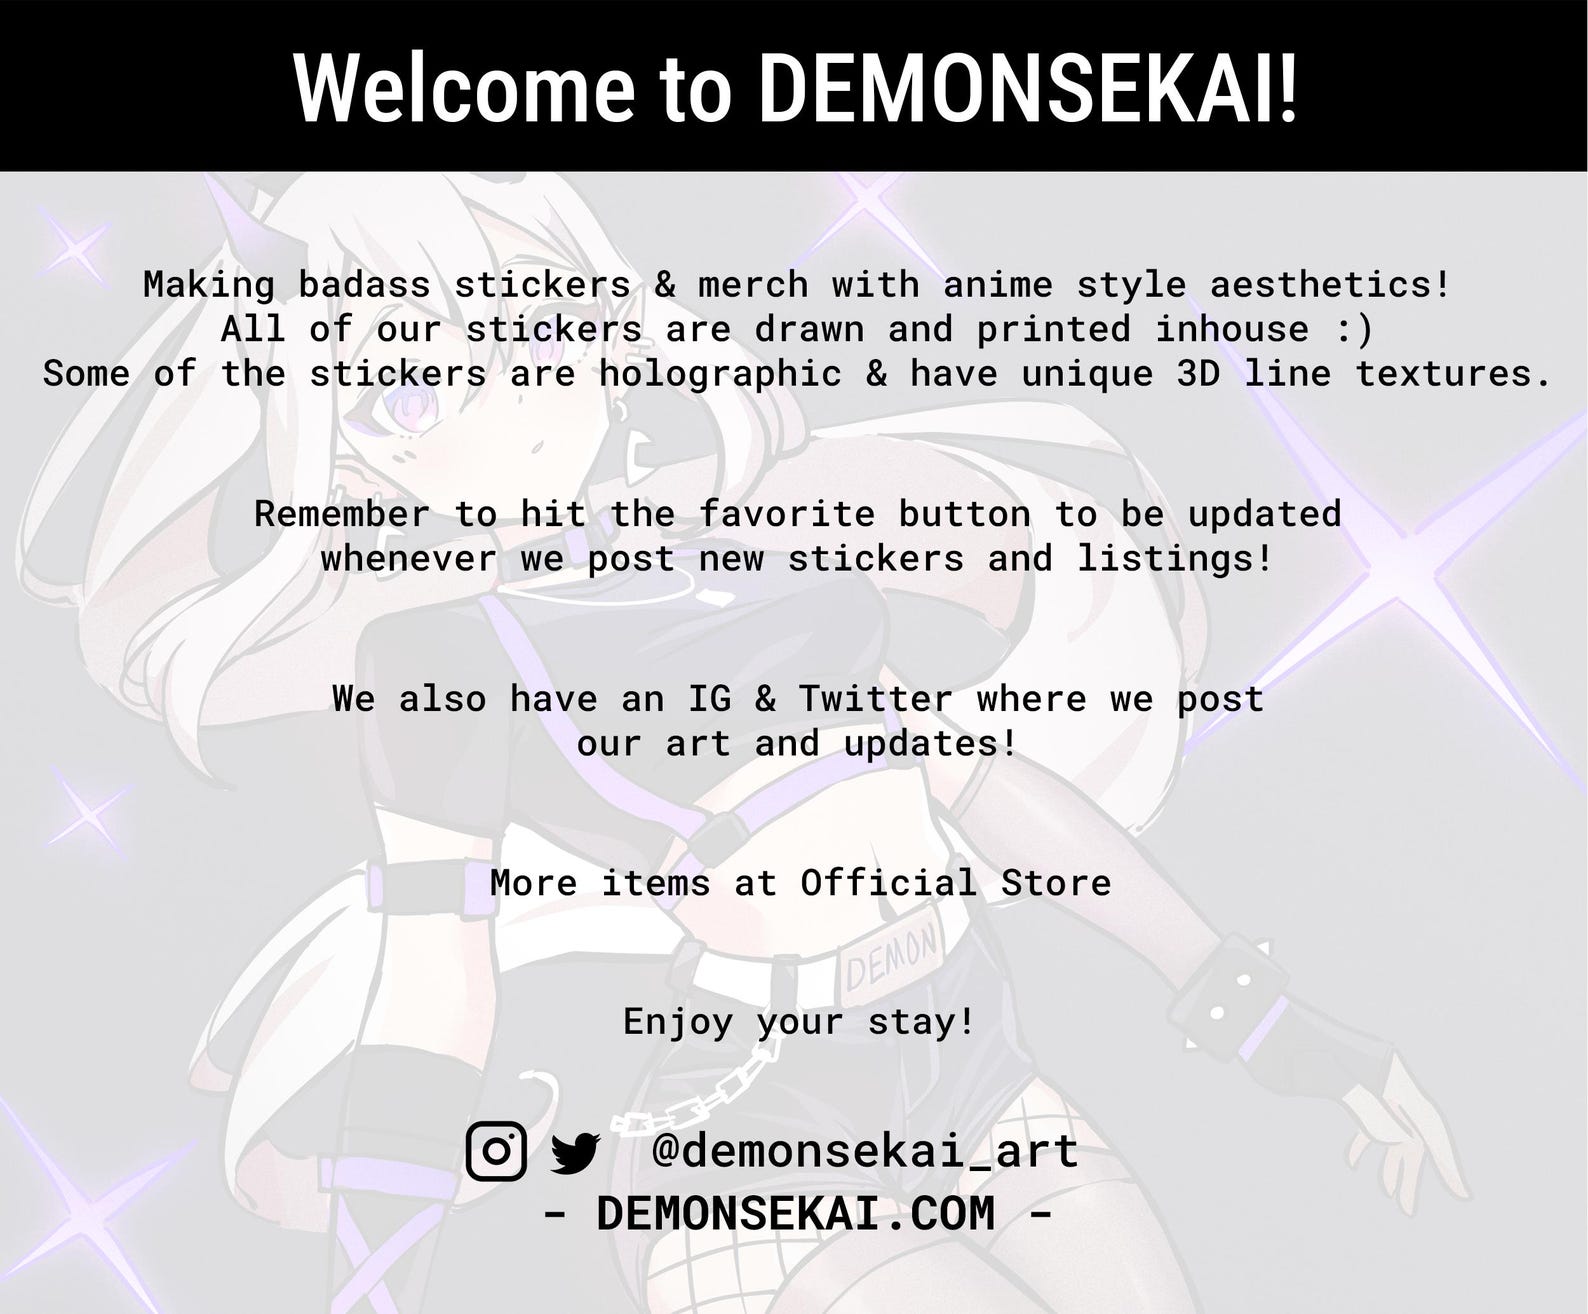 Welcome to DEMONSEKAI!
Making badass stickers & merch with anime style aesthetics!
All of our stickers are drawn and printed inhouse :)
Some of the stickers are holographic & have unique 3D line textures.
Remember to hit the favorite button to be updated
whenever we post new stickers and listings!
We also have an IG & Twitter where we post
our art and updates!
More items at Official Store
DEMON
Enjoy your stay!
@demonsekai_art
- DEMONSEKAI.COM -